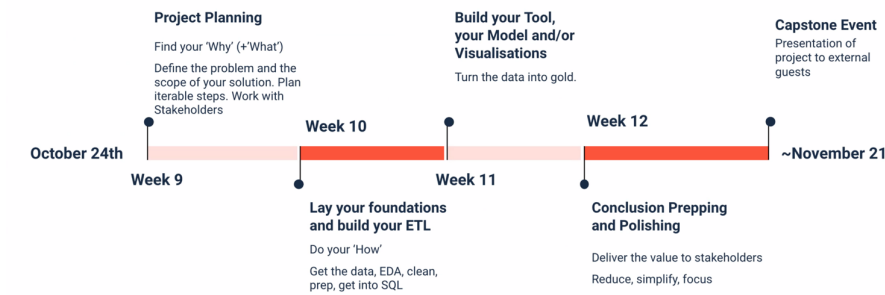 Project Planning
Find your 'Why' (+'What')
Define the problem and the
scope of your solution. Plan
iterable steps. Work with
Stakeholders
Build your Tool,
your Model and/or
Visualisations
Turn the data into gold.
Capstone Event
Presentation of
project to external
guests
Week 10
Week 12
October 24th
~November 21
Week 9
Week 11
Lay your foundations
and build your ETL
Do your 'How'
Get the data, EDA, clean,
prep, get into SQL
Conclusion Prepping
and Polishing
Deliver the value to stakeholders
Reduce, simplify, focus